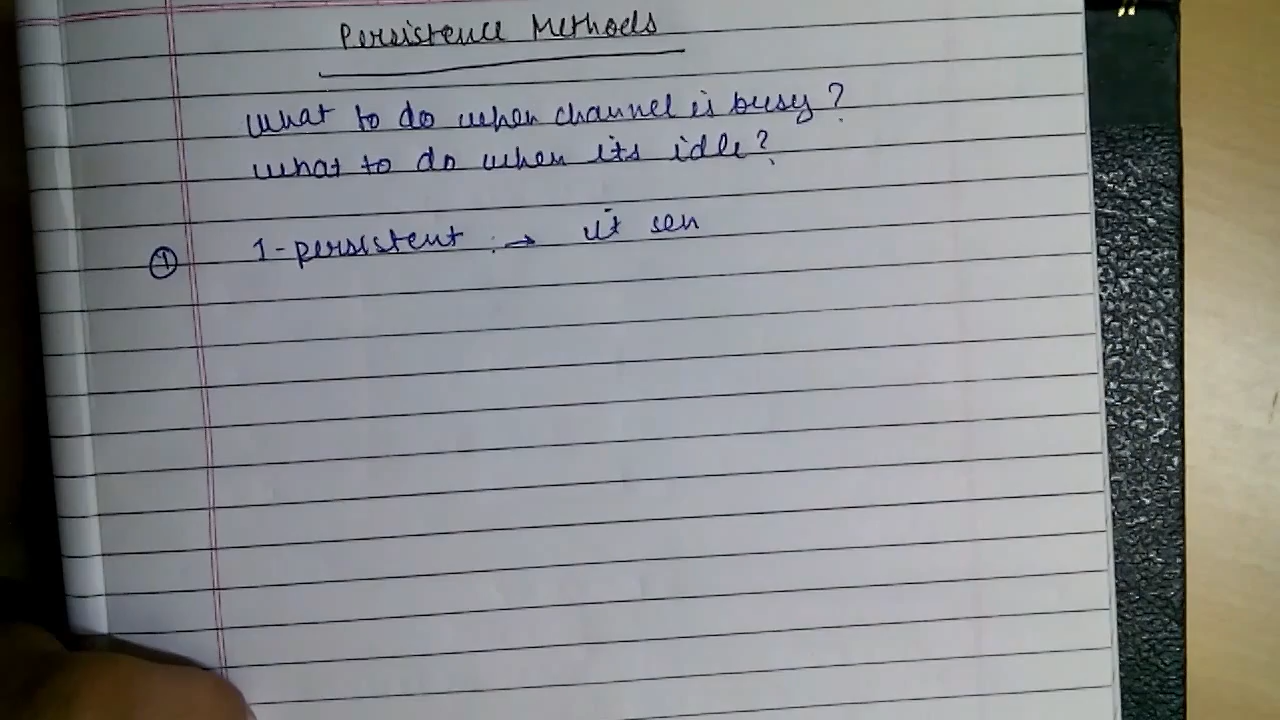 Persistence Methods
What to do when channel is busy?
What to do when its idle?
① 1-persistent → it sen